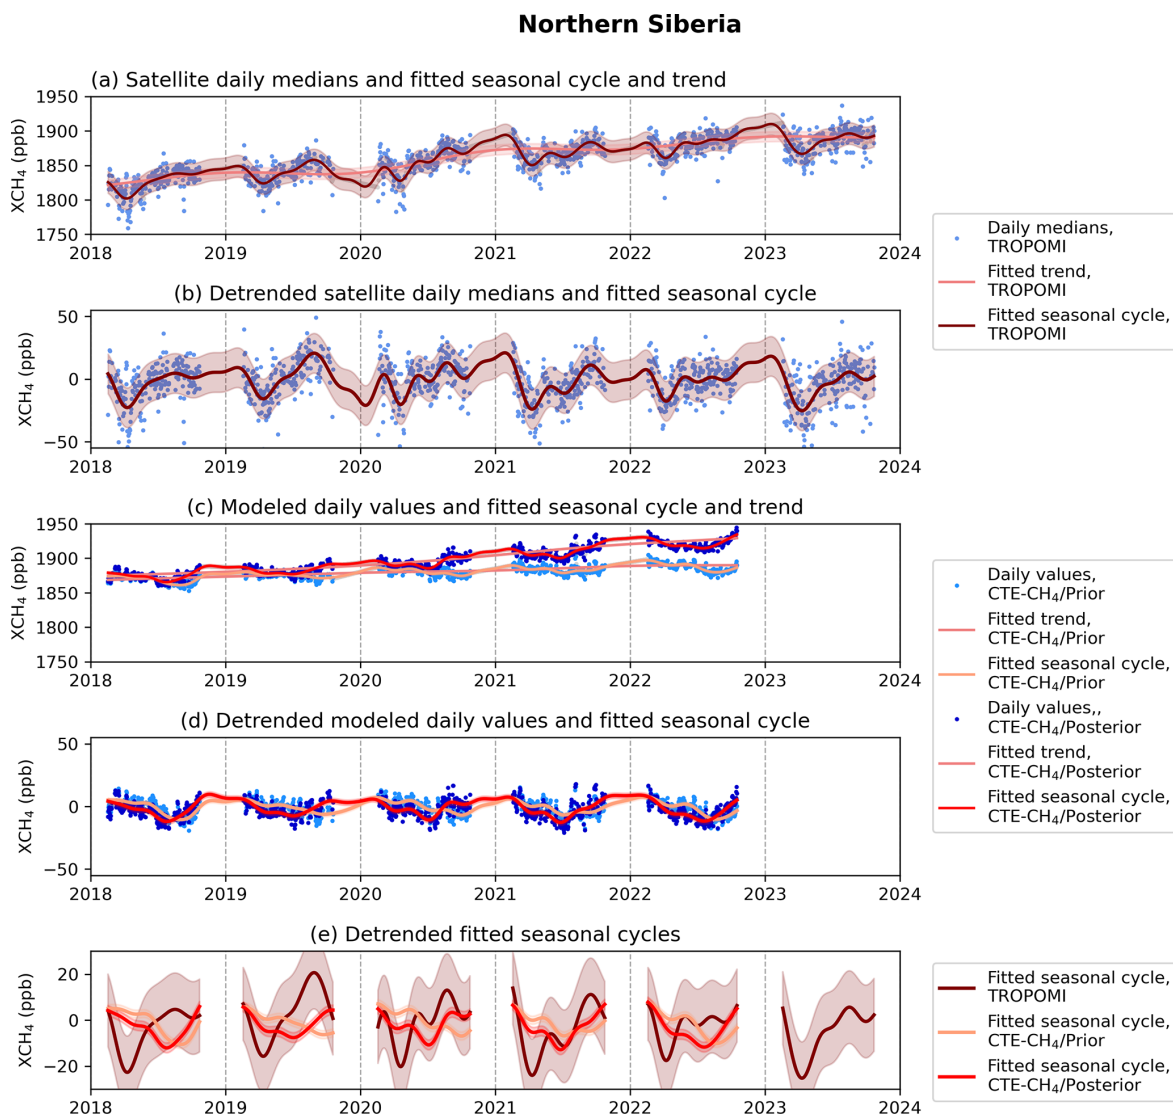 Northern Siberia
(a) Satellite daily medians and fitted seasonal cycle and trend
XCH₄ (ppb)
1950
1900
1850
1800
1750
2018 2019 2020 2021 2022 2023 2024
Daily medians,
TROPOMI
Fitted trend,
TROPOMI
Fitted seasonal cycle,
TROPOMI
(b) Detrended satellite daily medians and fitted seasonal cycle
XCH₄ (ppb)
50
0
−50
2018 2019 2020 2021 2022 2023 2024
(c) Modeled daily values and fitted seasonal cycle and trend
XCH₄ (ppb)
1950
1900
1850
1800
1750
2018 2019 2020 2021 2022 2023 2024
Daily values,
CTE-CH₄/Prior
Fitted trend,
CTE-CH₄/Prior
Fitted seasonal cycle,
CTE-CH₄/Prior
Daily values,,
CTE-CH₄/Posterior
Fitted trend,
CTE-CH₄/Posterior
Fitted seasonal cycle,
CTE-CH₄/Posterior
(d) Detrended modeled daily values and fitted seasonal cycle
XCH₄ (ppb)
50
0
−50
2018 2019 2020 2021 2022 2023 2024
(e) Detrended fitted seasonal cycles
XCH₄ (ppb)
20
0
−20
2018 2019 2020 2021 2022 2023 2024
Fitted seasonal cycle,
TROPOMI
Fitted seasonal cycle,
CTE-CH₄/Prior
Fitted seasonal cycle,
CTE-CH₄/Posterior